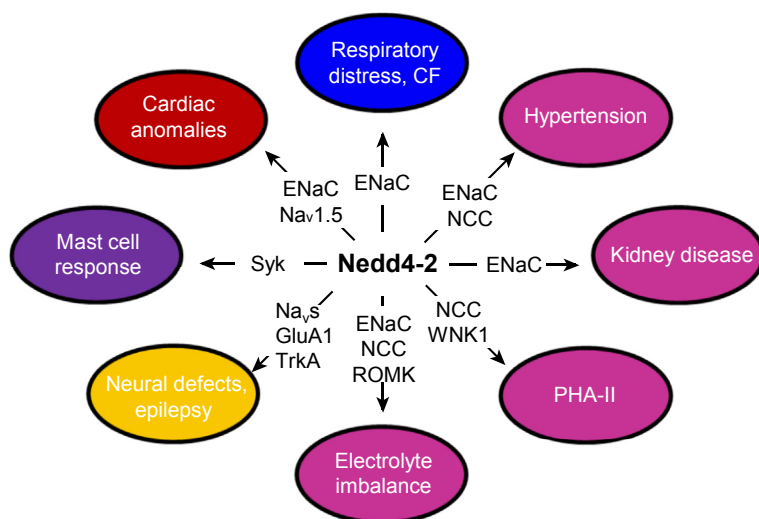 Respiratory
distress, CF
Cardiac
anomalies
Hypertension
ENaC
ENaC
Nav1.5
ENaC
NCC
Mast cell
response
Syk
Nedd4-2
ENaC
Kidney disease
Navs
GluA1
TrkA
ENaC
NCC
ROMK
NCC
WNK1
Neural defects,
epilepsy
PHA-II
Electrolyte
imbalance